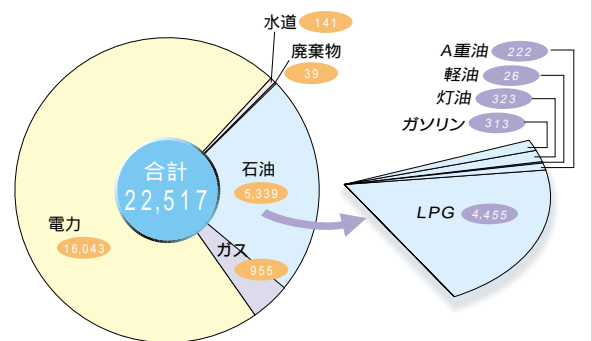 水道 141
廃棄物
39
合計
22,517
石油
5,339
電力
16,043
ガス
955
A重油 222
軽油 26
灯油 323
ガソリン 313
LPG 4,455